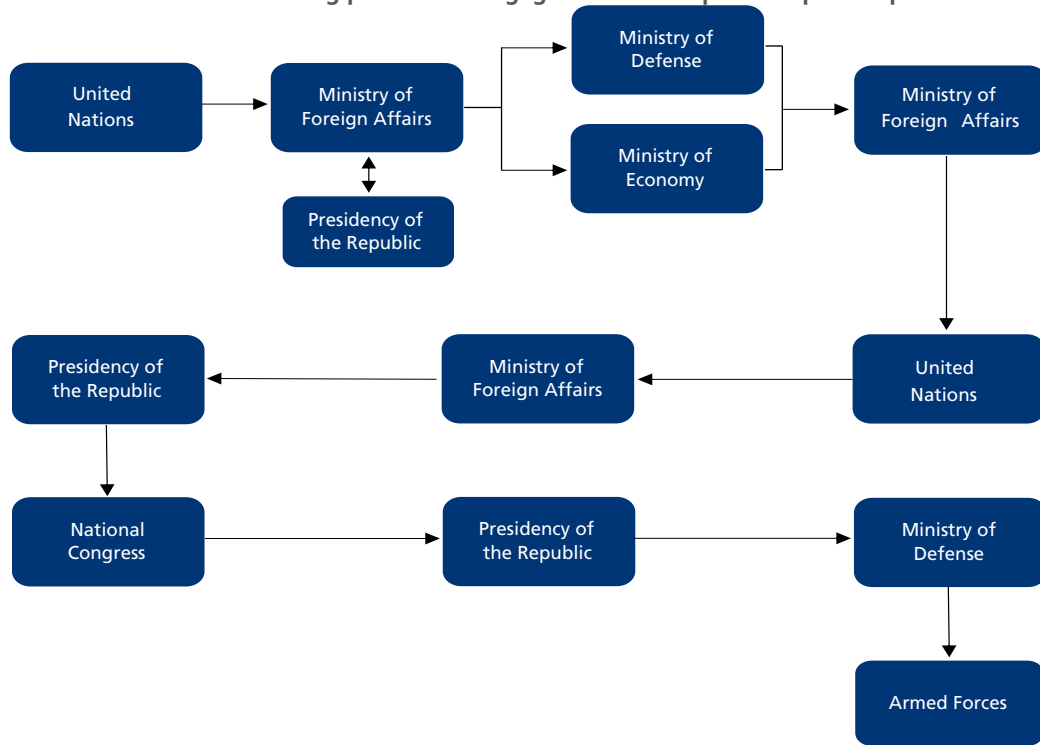 United
Nations
Ministry of
Foreign Affairs
Presidency of
the Republic
Ministry of
Defense
Ministry of
Economy
Ministry of
Foreign Affairs
Presidency of
the Republic
Ministry of
Foreign Affairs
United
Nations
National
Congress
Presidency of
the Republic
Ministry of
Defense
Armed Forces